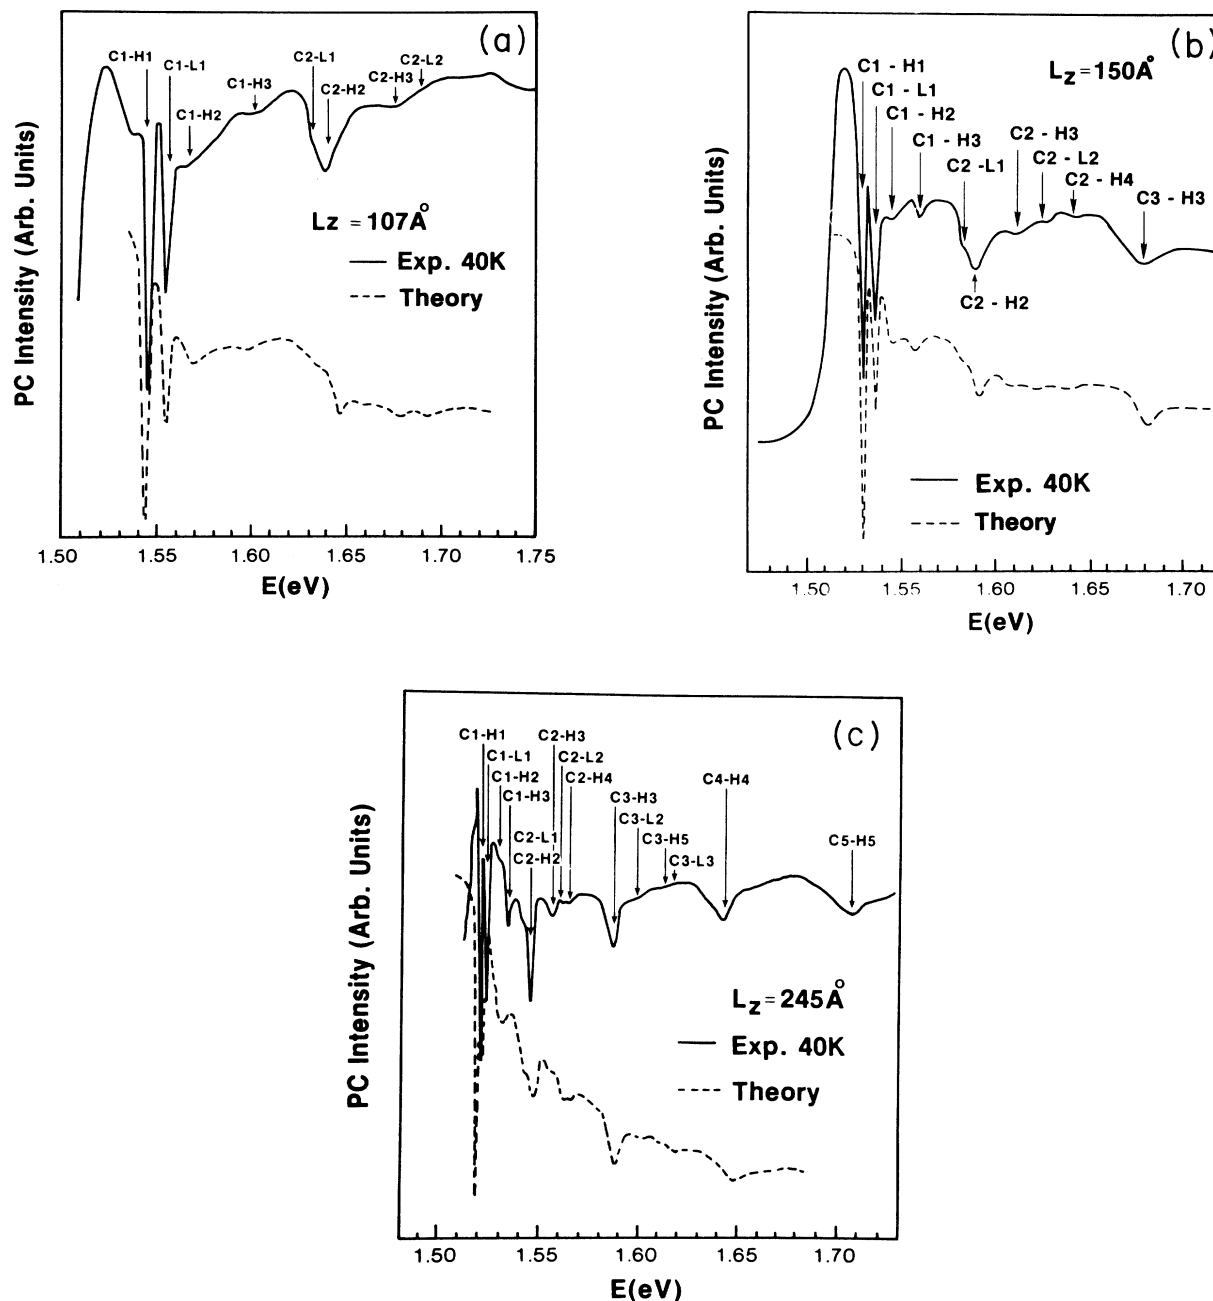 (a)
C1-H1
C1-L1
C1-H2
C1-H3
C2-L1
C2-H2
C2-H3
C2-L2
Lz = 107Å
Exp. 40K
Theory
PC Intensity (Arb. Units)
1.50 1.55 1.60 1.65 1.70 1.75
E(eV)
(b)
Lz = 150Å
C1 - H1
C1 - L1
C1 - H2
C1 - H3
C2 - L1
C2 - H3
C2 - L2
C2 - H4
C3 - H3
C2 - H2
Exp. 40K
Theory
PC Intensity (Arb. Units)
1.50 1.55 1.60 1.65 1.70
E(eV)
(c)
C1-H1
C1-L1
C1-H2
C1-H3
C2-L1
C2-H2
C2-H3
C2-L2
C2-H4
C3-H3
C3-L2
C3-H5
C3-L3
C4-H4
C5-H5
Lz = 245Å
Exp. 40K
Theory
PC Intensity (Arb. Units)
1.50 1.55 1.60 1.65 1.70
E(eV)